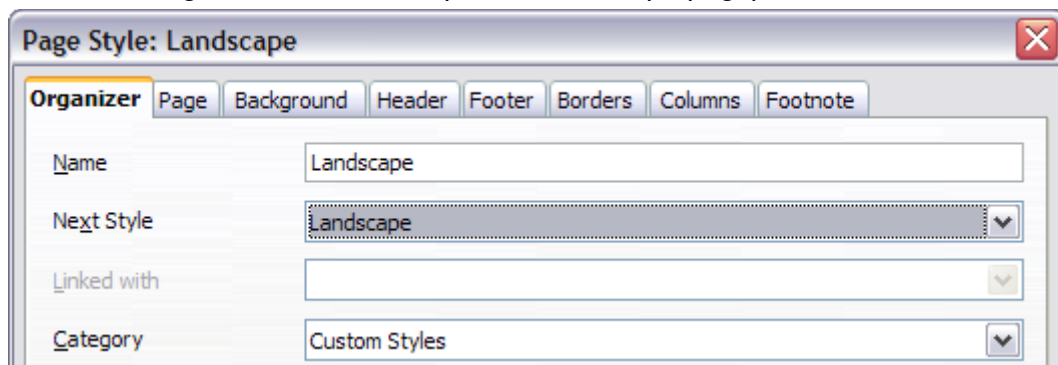 Page Style: Landscape
Organizer Page Background Header Footer Borders Columns Footnote
Name Landscape
Next Style Landscape
Linked with
Category Custom Styles